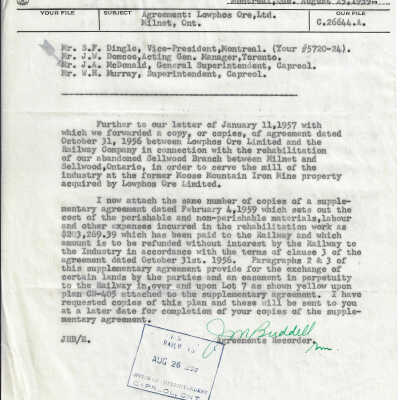 Montreal, Que. August 25, 1959
YOUR FILE SUBJECT OUR FILE
Agreement: Lowphos Ore, Ltd.
Milnet, Ont. C.26644.A.
Mr. S.F. Dingle, Vice-President, Montreal. (Your #5720-24).
Mr. J.W. Demcoe, Acting Gen. Manager, Toronto.
Mr. J.A. McDonald, General Superintendent, Capreol.
Mr. W.H. Murray, Superintendent, Capreol.
Further to our letter of January 11, 1957 with
which we forwarded a copy, or copies, of agreement dated
October 31, 1956 between Lowphos Ore Limited and the
Railway Company in connection with the rehabilitation
of our abandoned Sellwood Branch between Milnet and
Sellwood, Ontario, in order to serve the mill of the
industry at the former Moose Mountain Iron Mine property
acquired by Lowphos Ore Limited.
I now attach the same number of copies of a supple-
mentary agreement dated February 4, 1959 which sets out the
cost of the perishable and non-perishable materials, labour
and other expenses incurred in the rehabilitation work as
$203,269.39 which has been paid to the Railway and which
amount is to be refunded without interest by the Railway to
the Industry in accordance with the terms of clause 3 of the
agreement dated October 31st. 1956. Paragraphs 2 & 3 of
this supplementary agreement provide for the exchange of
certain lands by the parties and an easement in perpetuity
to the Railway in, over and upon Lot 7 as shown yellow upon
plan CN-405 attached to the supplementary agreement. I have
requested copies of this plan and these will be sent to you
at a later date for completion of your copies of the supple-
mentary agreement.
J M Buddell
JHB/E. Agreements Recorder.
AUG 26
CAPREOL ONT